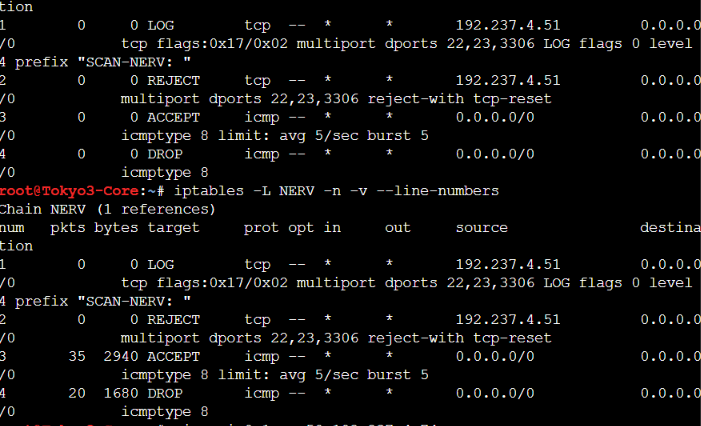 tion
1        0     0 LOG        tcp  --  *      *       192.237.4.51         0.0.0.0
/0            tcp flags:0x17/0x02 multiport dports 22,23,3306 LOG flags 0 level
4 prefix "SCAN-NERV: "
2        0     0 REJECT     tcp  --  *      *       192.237.4.51         0.0.0.0
/0            multiport dports 22,23,3306 reject-with tcp-reset
3        0     0 ACCEPT     icmp --  *      *       0.0.0.0/0            0.0.0.0
/0            icmptype 8 limit: avg 5/sec burst 5
4        0     0 DROP       icmp --  *      *       0.0.0.0/0            0.0.0.0
/0            icmptype 8
root@Tokyo3-Core:~# iptables -L NERV -n -v --line-numbers
Chain NERV (1 references)
num   pkts bytes target     prot opt in     out     source               destina
tion
1        0     0 LOG        tcp  --  *      *       192.237.4.51         0.0.0.0
/0            tcp flags:0x17/0x02 multiport dports 22,23,3306 LOG flags 0 level
4 prefix "SCAN-NERV: "
2        0     0 REJECT     tcp  --  *      *       192.237.4.51         0.0.0.0
/0            multiport dports 22,23,3306 reject-with tcp-reset
3       35  2940 ACCEPT     icmp --  *      *       0.0.0.0/0            0.0.0.0
/0            icmptype 8 limit: avg 5/sec burst 5
4       20  1680 DROP       icmp --  *      *       0.0.0.0/0            0.0.0.0
/0            icmptype 8